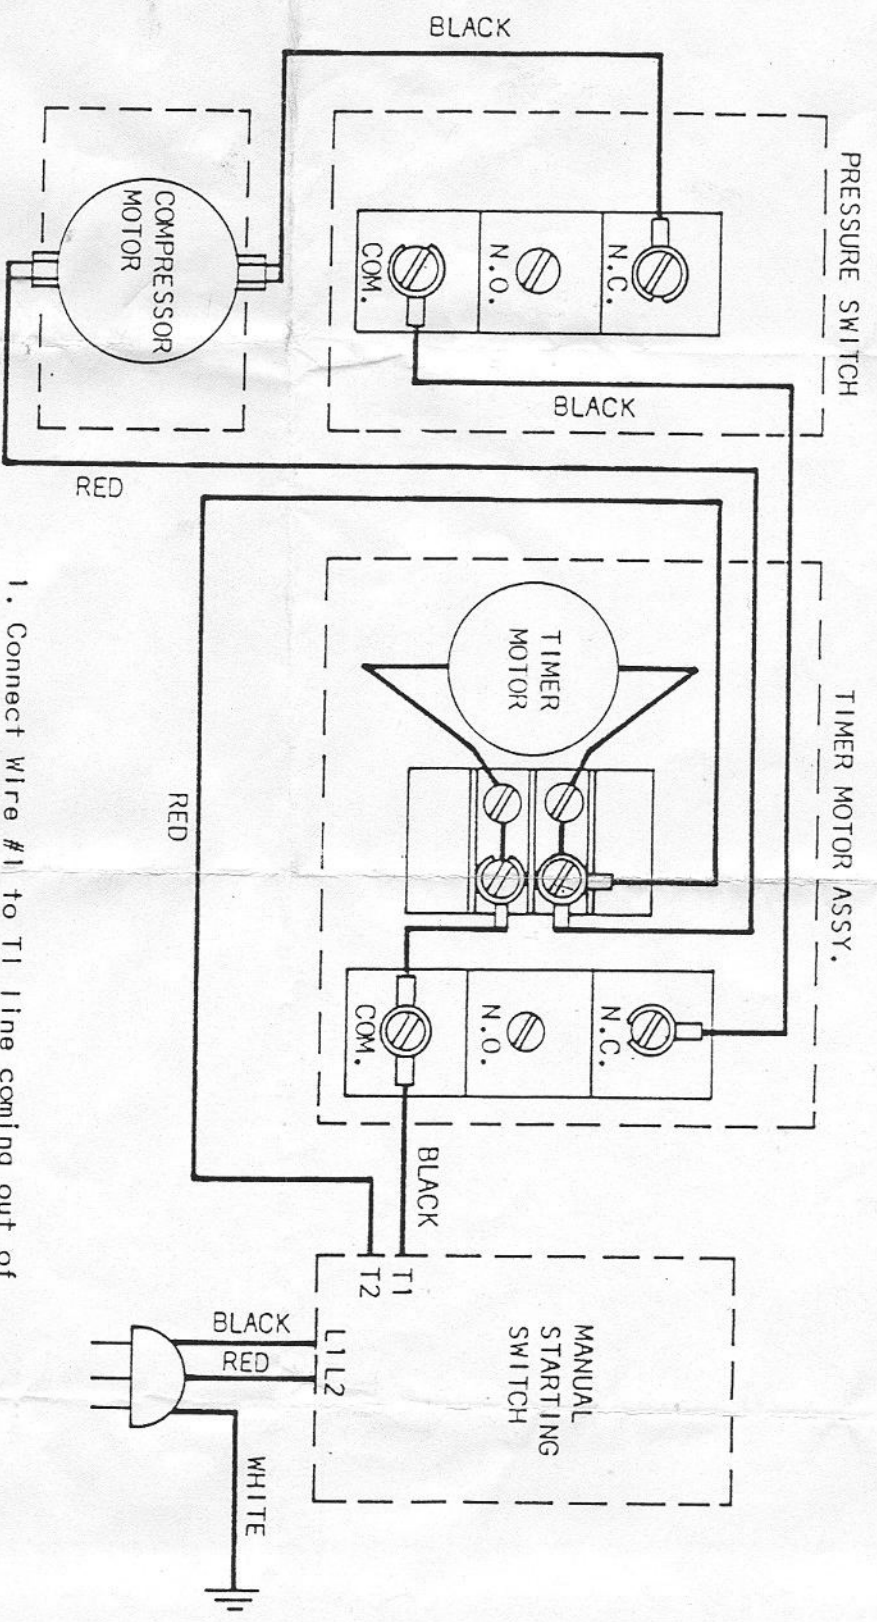 BLACK
PRESSURE SWITCH
N.C.
N.O.
COM.
COMPRESSOR
MOTOR
BLACK
RED
TIMER MOTOR ASSY.
TIMER
MOTOR
RED
N.C.
N.O.
COM.
BLACK
T1
T2
MANUAL
STARTING
SWITCH
L1 L2
BLACK
RED
WHITE
1. Connect Wire #1 to T1 line coming out of